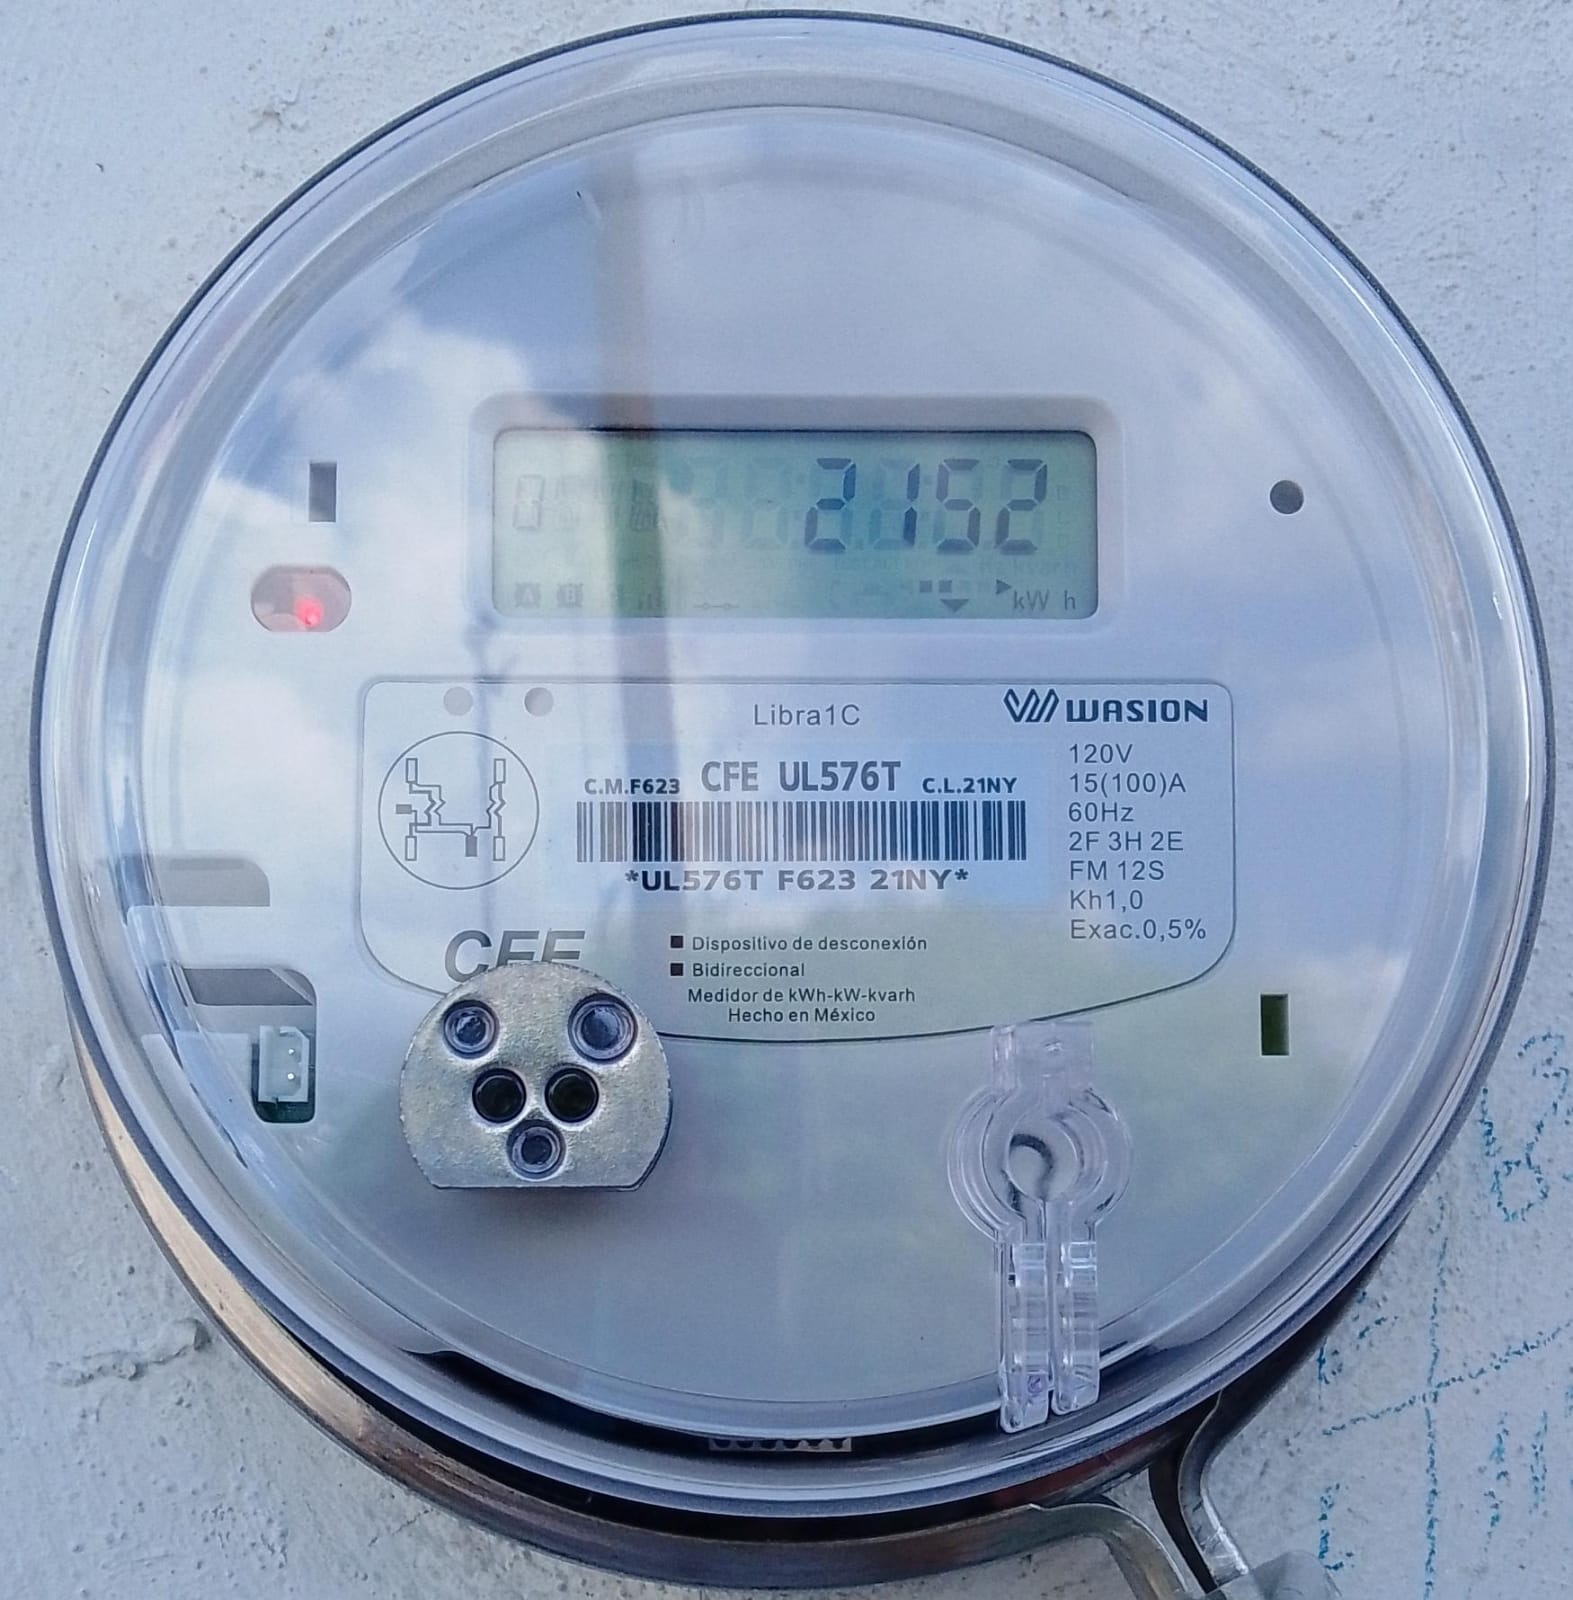 2152
kW h
Libra1C
WASION
C.M.F623 CFE UL576T C.L.21NY
*UL576T F623 21NY*
120V
15(100)A
60Hz
2F 3H 2E
FM 12S
Kh1,0
Exac.0,5%
CFE
Dispositivo de desconexión
Bidireccional
Medidor de kWh-kW-kvarh
Hecho en México